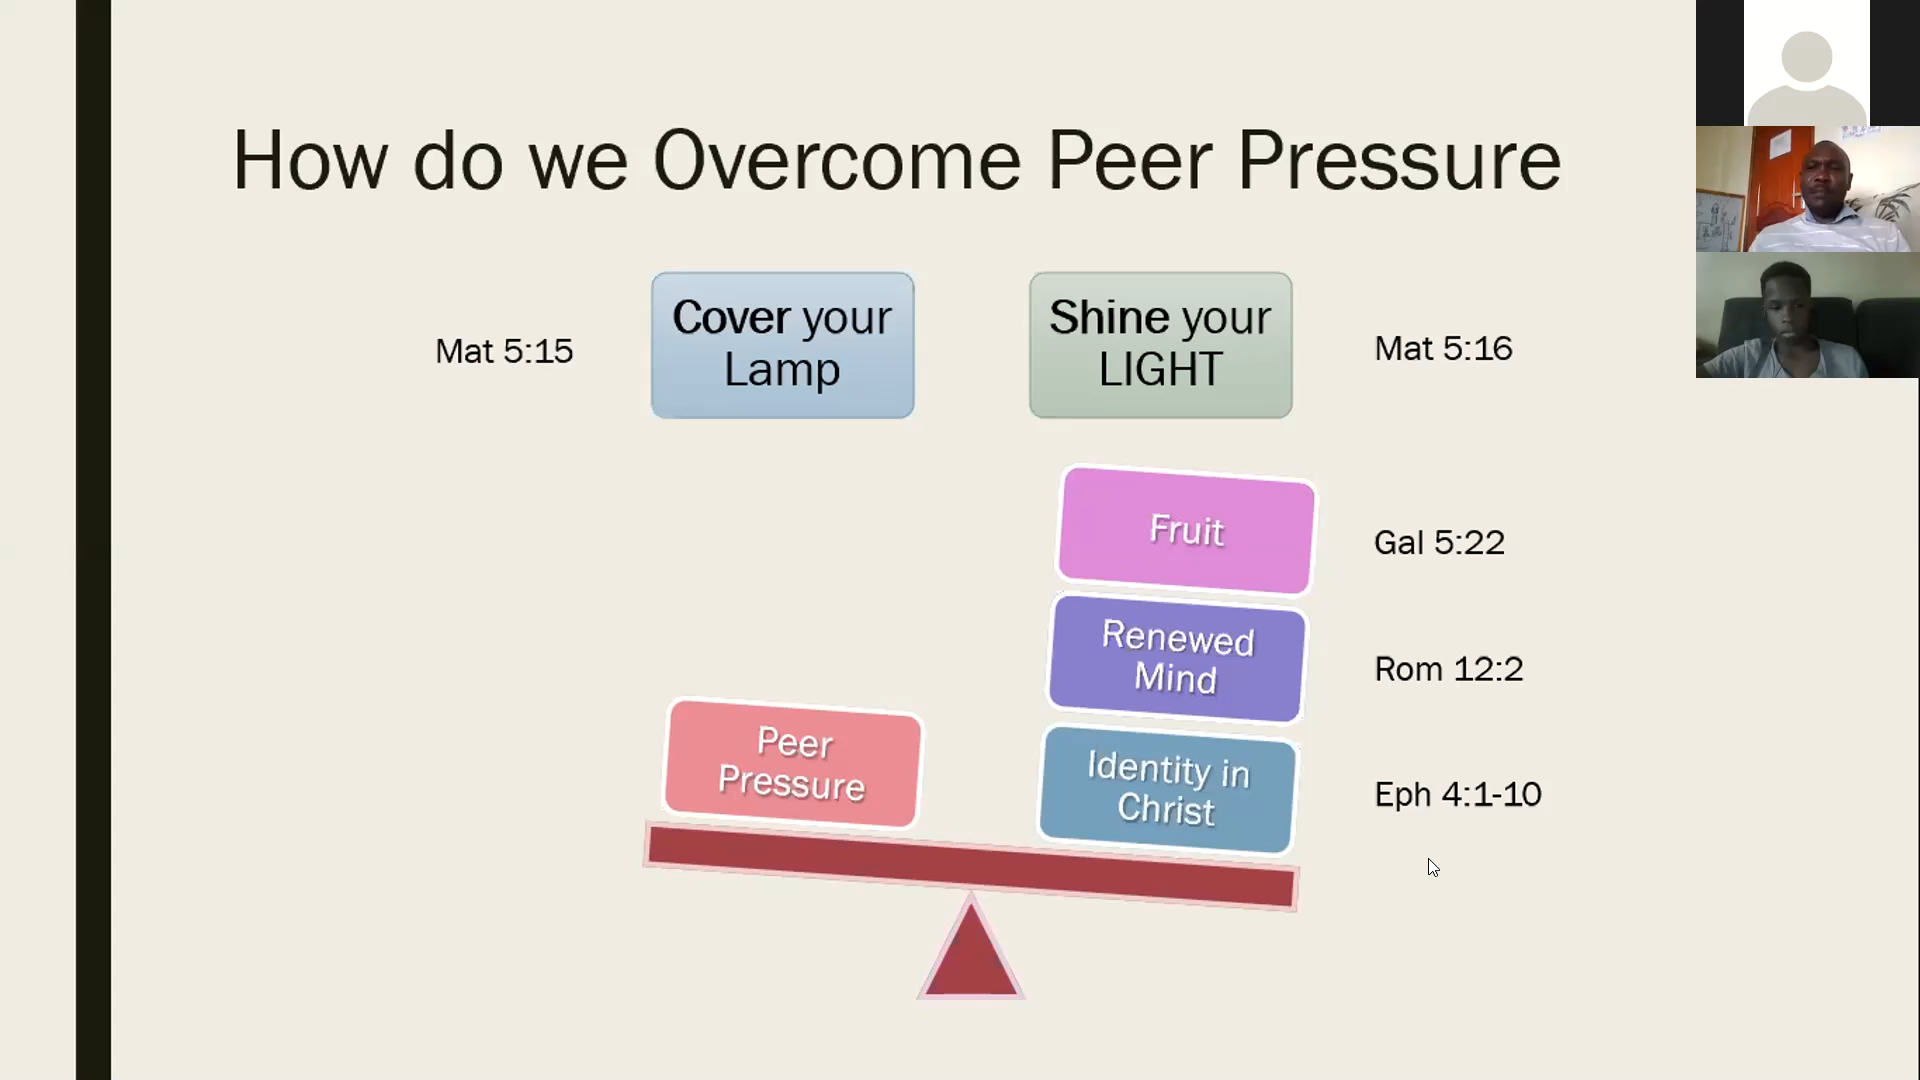 How do we Overcome Peer Pressure
Mat 5:15
Cover your
Lamp
Shine your
LIGHT
Mat 5:16
Fruit
Gal 5:22
Renewed
Mind
Rom 12:2
Peer
Pressure
Identity in
Christ
Eph 4:1-10